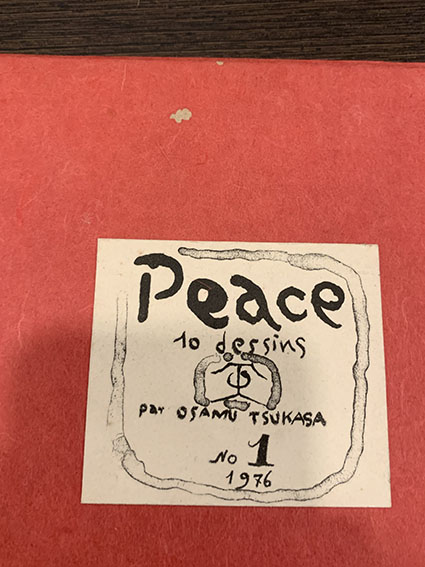 Peace
10 dessins
par OSAMU TSUKASA
No 1
1976